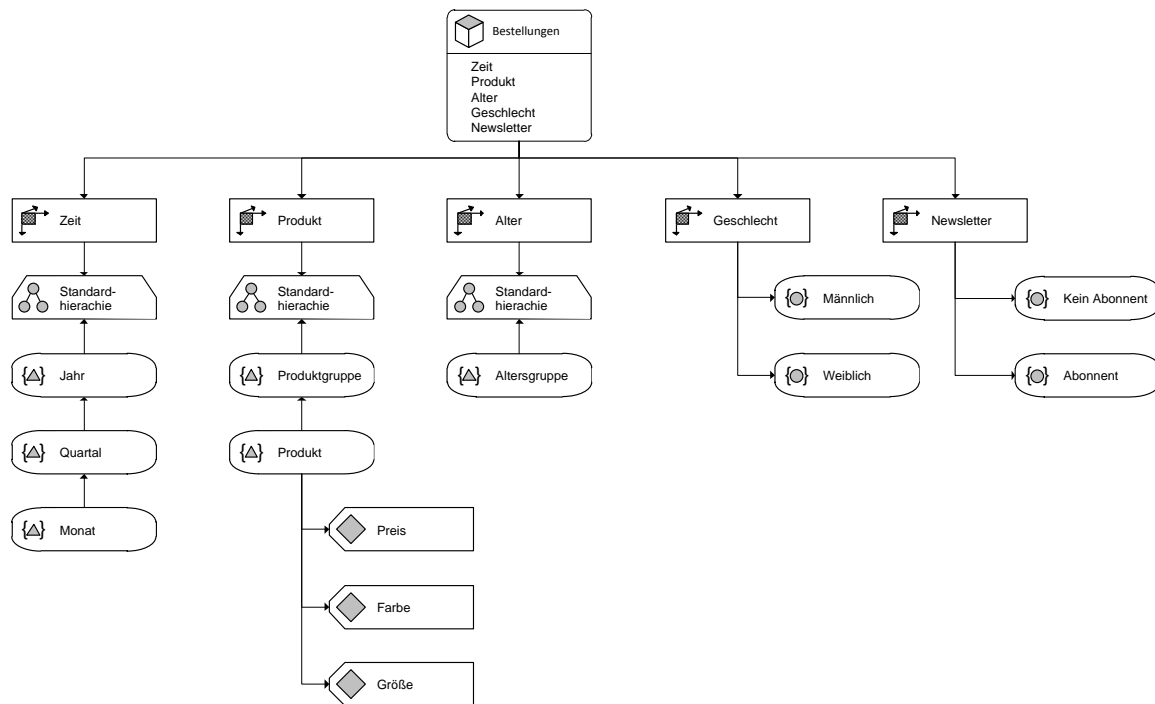 Bestellungen
Zeit
Produkt
Alter
Geschlecht
Newsletter
Zeit
Produkt
Alter
Geschlecht
Newsletter
Standard-
hierachie
Standard-
hierachie
Standard-
hierachie
Männlich
Kein Abonnent
Jahr
Produktgruppe
Altersgruppe
Weiblich
Abonnent
Quartal
Produkt
Monat
Preis
Farbe
Größe